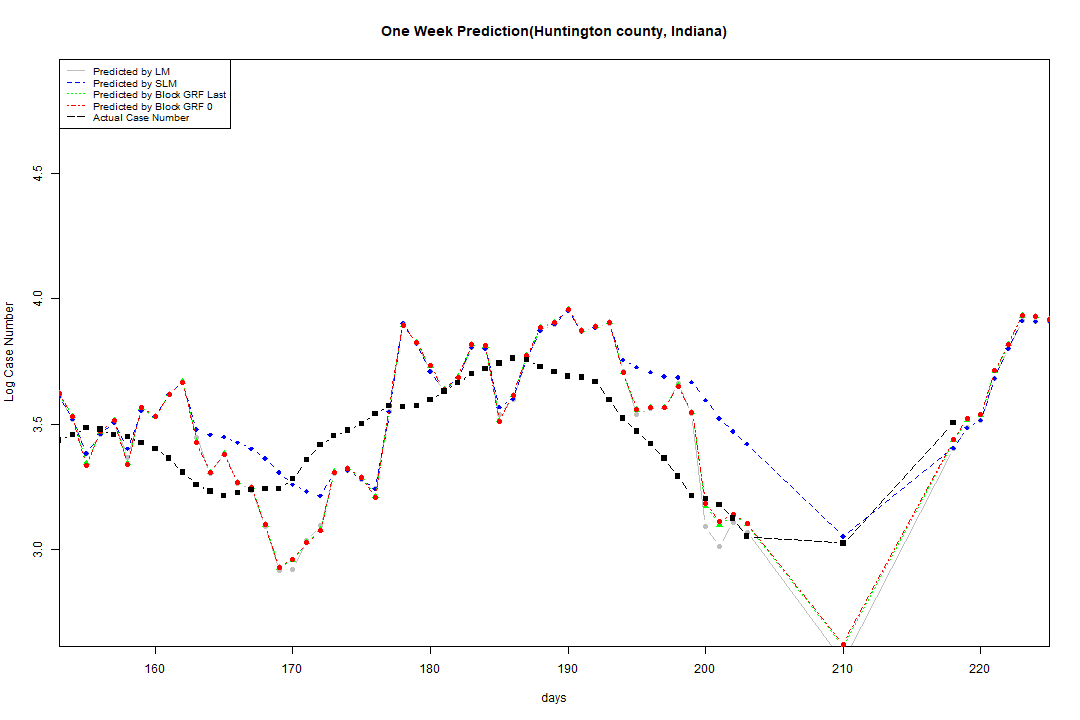 One Week Prediction(Huntington county, Indiana)
Predicted by LM
Predicted by SLM
Predicted by Block GRF Last
Predicted by Block GRF 0
Actual Case Number
4.5
4.0
3.5
3.0
Log Case Number
160 170 180 190 200 210 220
days